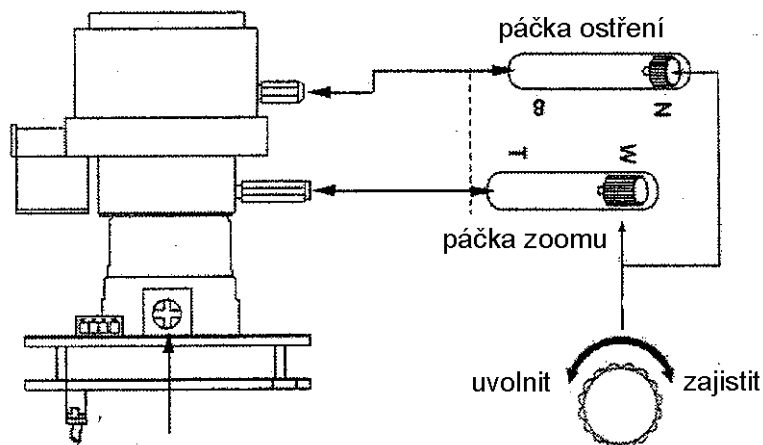 páčka ostření
∞ N
T W
páčka zoomu
uvolnit zajistit